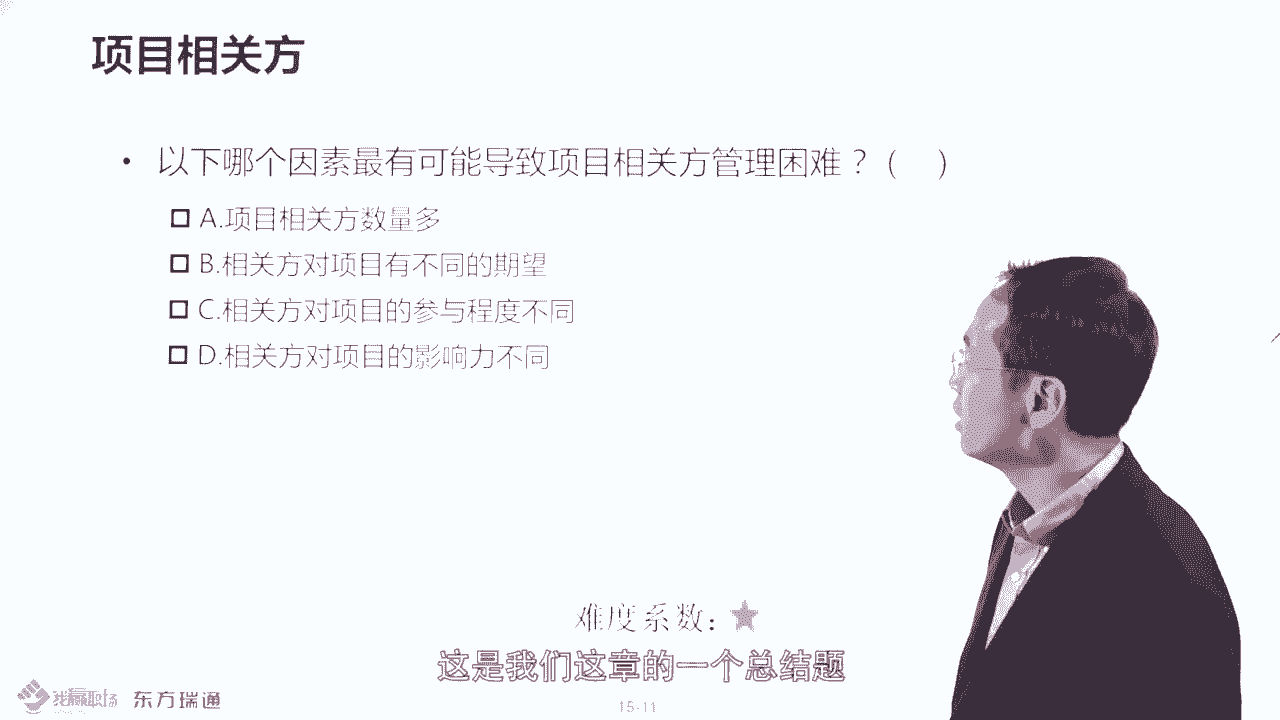 项目相关方
• 以下哪个因素最有可能导致项目相关方管理困难？（ ）
A.项目相关方数量多
B.相关方对项目有不同的期望
C.相关方对项目的参与程度不同
D.相关方对项目的影响力不同
难度系数：★
这是我们这章的一个总结题
我赢职场 东方瑞通
15-11